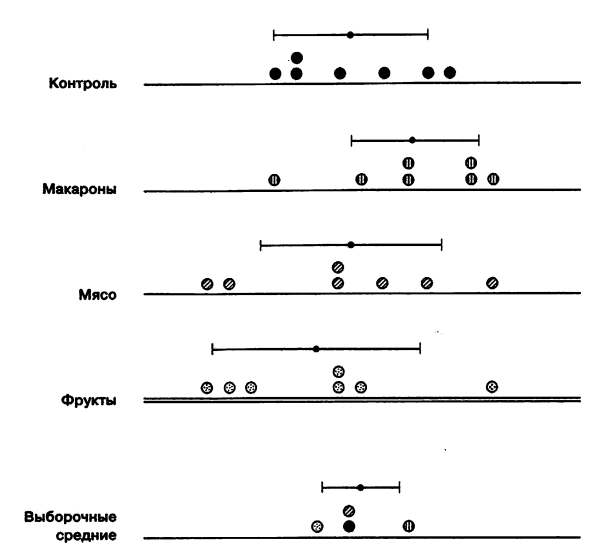 Контроль
Макароны
Мясо
Фрукты
Выборочные
средние